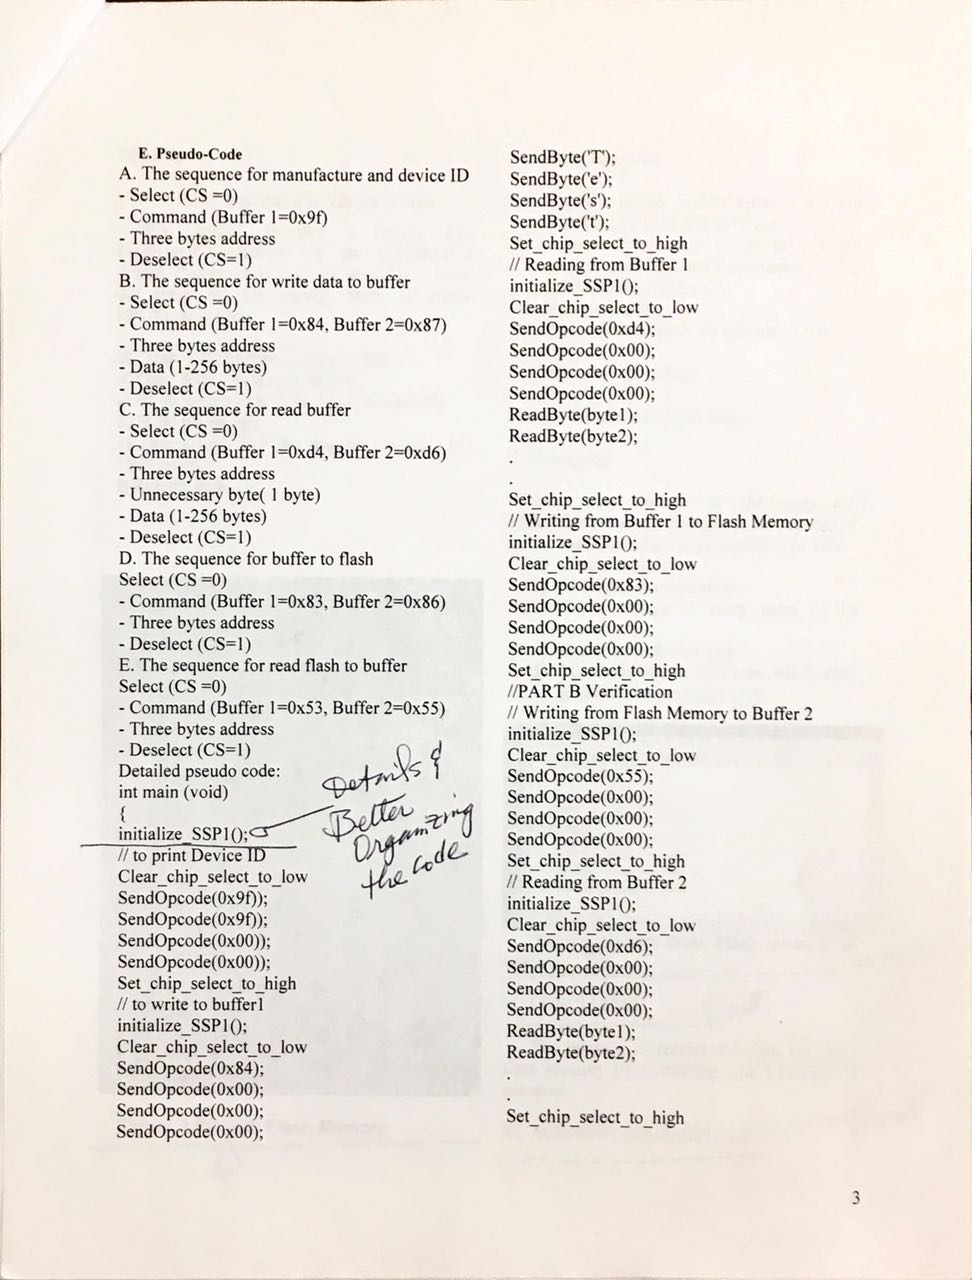 E. Pseudo-Code
A. The sequence for manufacture and device ID
- Select (CS =0)
- Command (Buffer 1=0x9f)
- Three bytes address
- Deselect (CS=1)
B. The sequence for write data to buffer
- Select (CS =0)
- Command (Buffer 1=0x84, Buffer 2=0x87)
- Three bytes address
- Data (1-256 bytes)
- Deselect (CS=1)
C. The sequence for read buffer
- Select (CS =0)
- Command (Buffer 1=0xd4, Buffer 2=0xd6)
- Three bytes address
- Unnecessary byte( 1 byte)
- Data (1-256 bytes)
- Deselect (CS=1)
D. The sequence for buffer to flash
Select (CS =0)
- Command (Buffer 1=0x83, Buffer 2=0x86)
- Three bytes address
- Deselect (CS=1)
E. The sequence for read flash to buffer
Select (CS =0)
- Command (Buffer 1=0x53, Buffer 2=0x55)
- Three bytes address
- Deselect (CS=1)
Detailed pseudo code:
int main (void)
{
initialize_SSP1();
// to print Device ID
Clear_chip_select_to_low
SendOpcode(0x9f));
SendOpcode(0x9f));
SendOpcode(0x00));
SendOpcode(0x00));
Set_chip_select_to_high
// to write to buffer1
initialize_SSP1();
Clear_chip_select_to_low
SendOpcode(0x84);
SendOpcode(0x00);
SendOpcode(0x00);
SendOpcode(0x00);
Details &
Better
Organizing
the code
SendByte('T');
SendByte('e');
SendByte('s');
SendByte('t');
Set_chip_select_to_high
// Reading from Buffer 1
initialize_SSP1();
Clear_chip_select_to_low
SendOpcode(0xd4);
SendOpcode(0x00);
SendOpcode(0x00);
SendOpcode(0x00);
ReadByte(byte1);
ReadByte(byte2);
.
.
Set_chip_select_to_high
// Writing from Buffer 1 to Flash Memory
initialize_SSP1();
Clear_chip_select_to_low
SendOpcode(0x83);
SendOpcode(0x00);
SendOpcode(0x00);
SendOpcode(0x00);
Set_chip_select_to_high
//PART B Verification
// Writing from Flash Memory to Buffer 2
initialize_SSP1();
Clear_chip_select_to_low
SendOpcode(0x55);
SendOpcode(0x00);
SendOpcode(0x00);
SendOpcode(0x00);
Set_chip_select_to_high
// Reading from Buffer 2
initialize_SSP1();
Clear_chip_select_to_low
SendOpcode(0xd6);
SendOpcode(0x00);
SendOpcode(0x00);
SendOpcode(0x00);
ReadByte(byte1);
ReadByte(byte2);
.
.
Set_chip_select_to_high
3